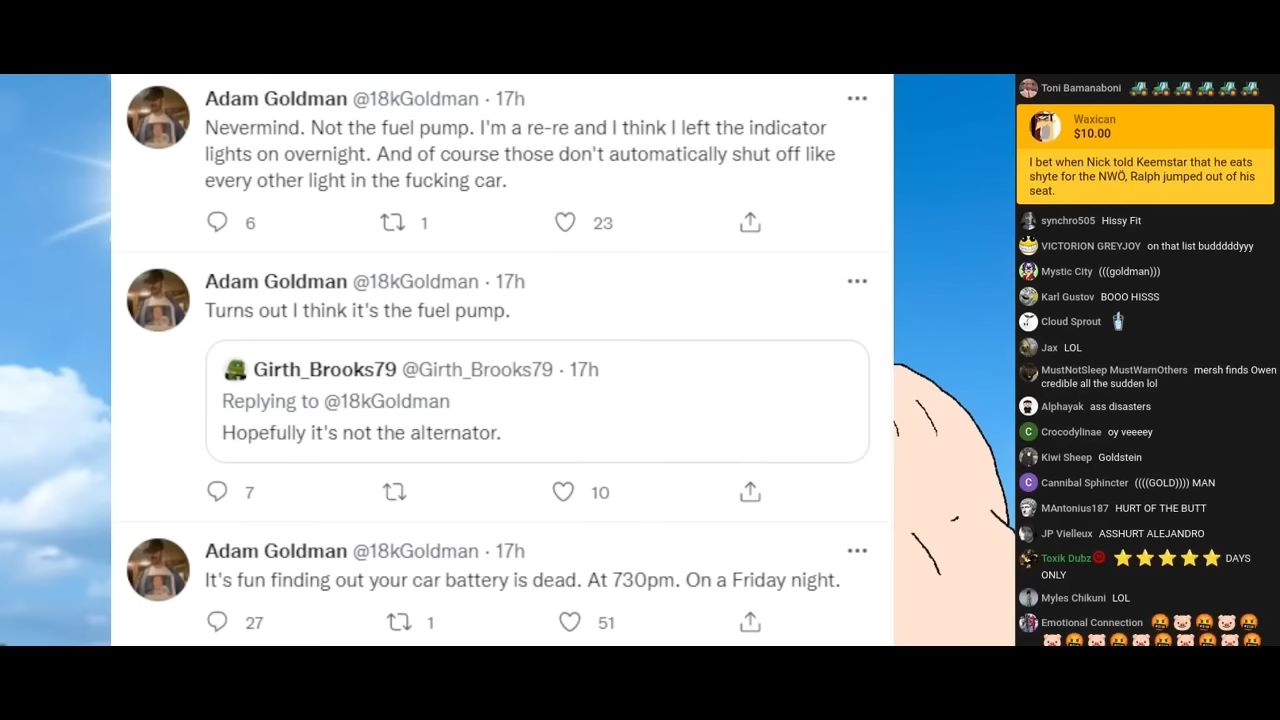 Adam Goldman @18kGoldman · 17h
Nevermind. Not the fuel pump. I'm a re-re and I think I left the indicator
lights on overnight. And of course those don't automatically shut off like
every other light in the fucking car.
6 1 23
Adam Goldman @18kGoldman · 17h
Turns out I think it's the fuel pump.
Girth_Brooks79 @Girth_Brooks79 · 17h
Replying to @18kGoldman
Hopefully it's not the alternator.
7 10
Adam Goldman @18kGoldman · 17h
It's fun finding out your car battery is dead. At 730pm. On a Friday night.
27 1 51
Toni Bamanaboni 🚜🚜🚜🚜🚜🚜
Waxican
$10.00
I bet when Nick told Keemstar that he eats
shyte for the NWÖ, Ralph jumped out of his
seat.
synchro505 Hissy Fit
VICTORION GREYJOY on that list budddddyyy
Mystic City (((goldman)))
Karl Gustov BOOO HISSS
Cloud Sprout
Jax LOL
MustNotSleep MustWarnOthers mersh finds Owen
credible all the sudden lol
Alphayak ass disasters
C Crocodylinae oy veeeey
Kiwi Sheep Goldstein
C Cannibal Sphincter ((((GOLD)))) MAN
MAntonius187 HURT OF THE BUTT
JP Vielleux ASSHURT ALEJANDRO
Toxik Dubz ⭐⭐⭐⭐⭐ DAYS
ONLY
Myles Chikuni LOL
Emotional Connection 🤬🐷🤬🐷🤬
🐷🤬🐷🤬🐷🤬🐷🤬🐷🤬